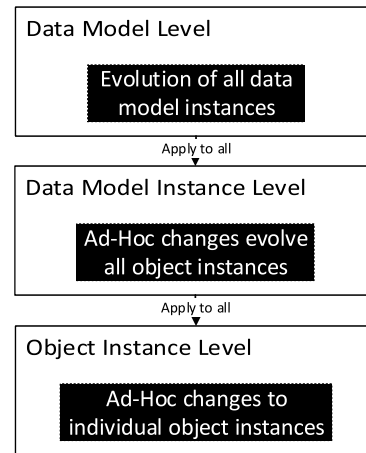 Data Model Level
Evolution of all data
model instances
Apply to all
Data Model Instance Level
Ad-Hoc changes evolve
all object instances
Apply to all
Object Instance Level
Ad-Hoc changes to
individual object instances